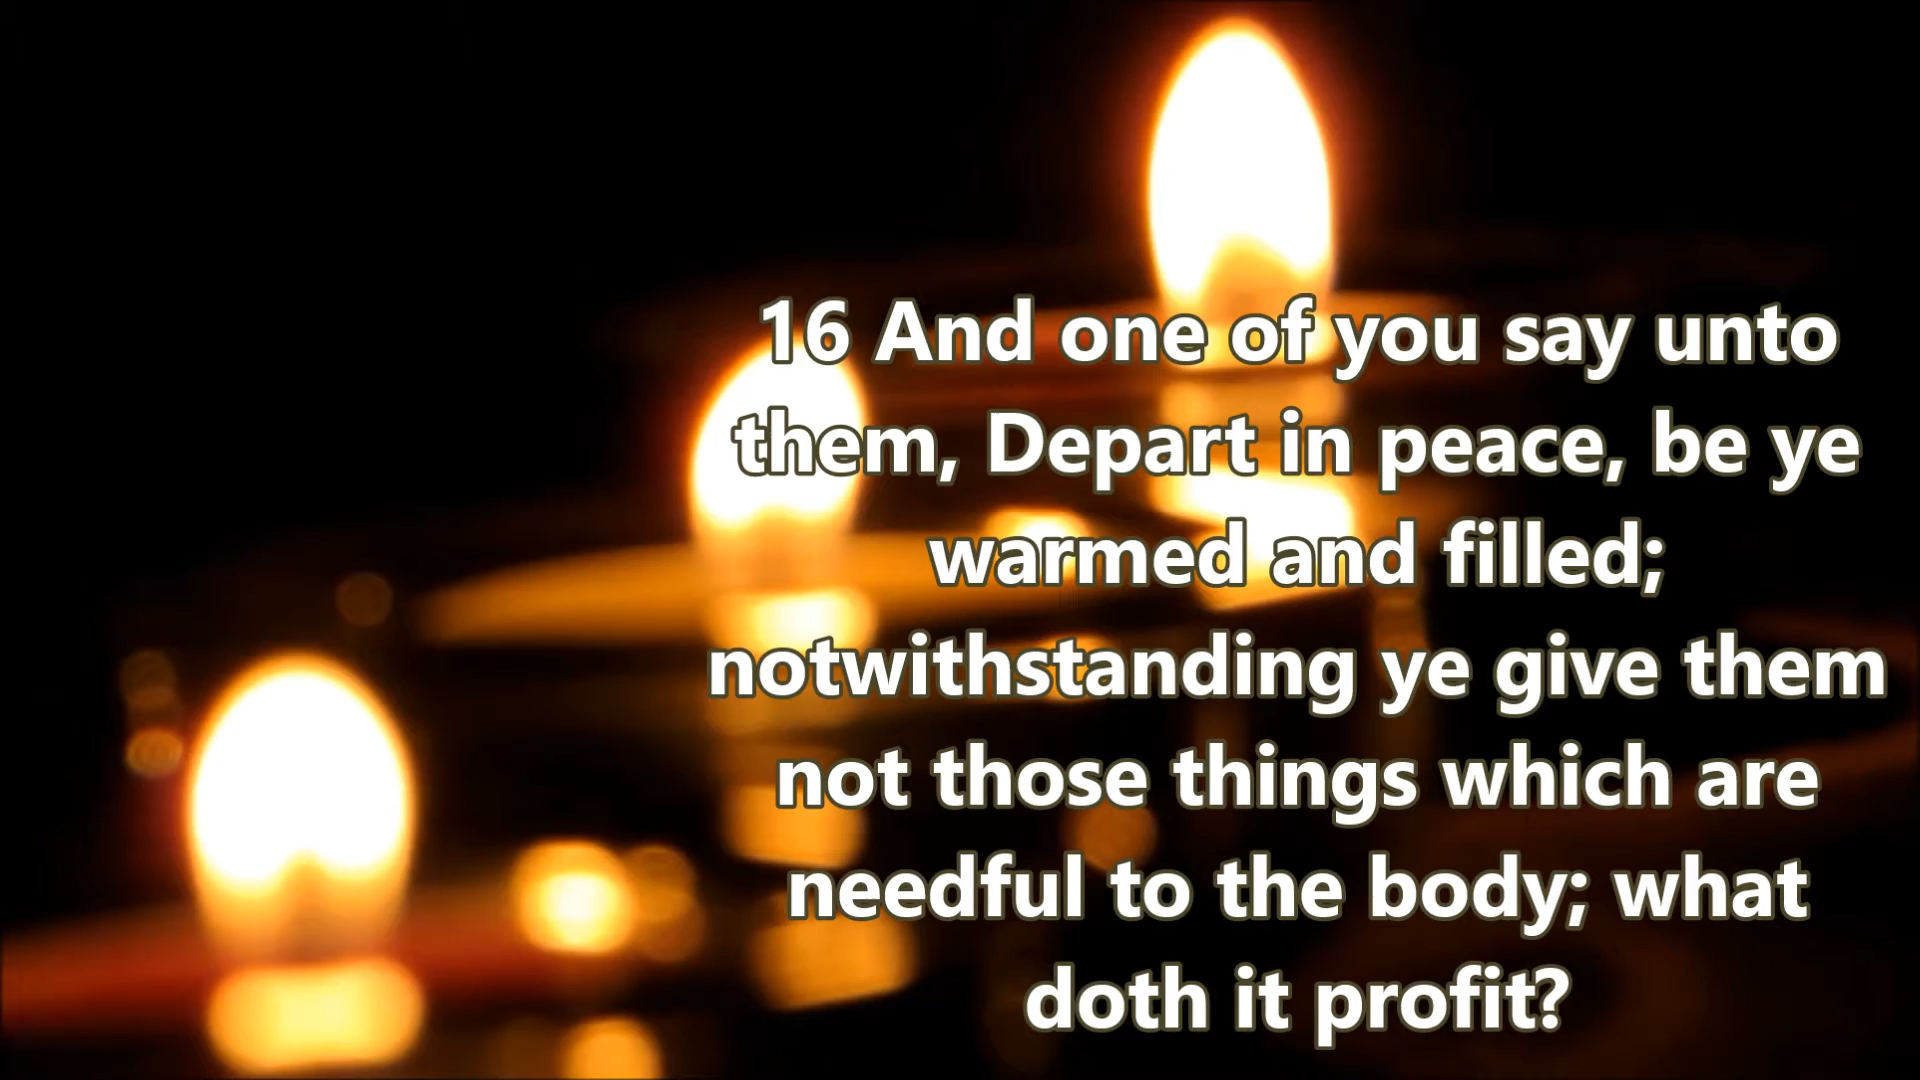 16 And one of you say unto
them, Depart in peace, be ye
warmed and filled;
notwithstanding ye give them
not those things which are
needful to the body; what
doth it profit?